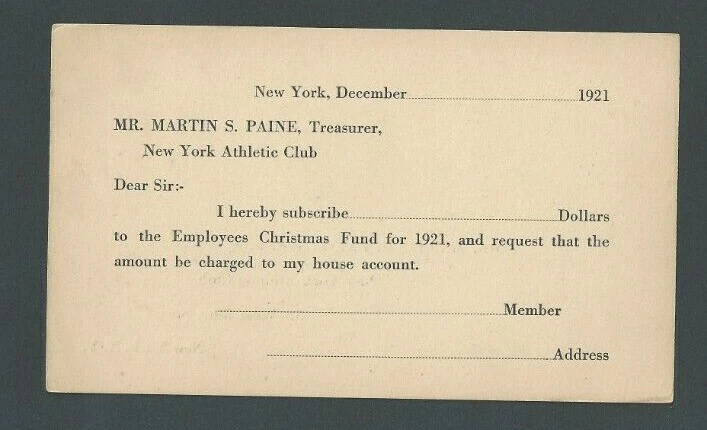 New York, December 1921
MR. MARTIN S. PAINE, Treasurer,
New York Athletic Club
Dear Sir:-
I hereby subscribe Dollars
to the Employees Christmas Fund for 1921, and request that the
amount be charged to my house account.
Member
Address